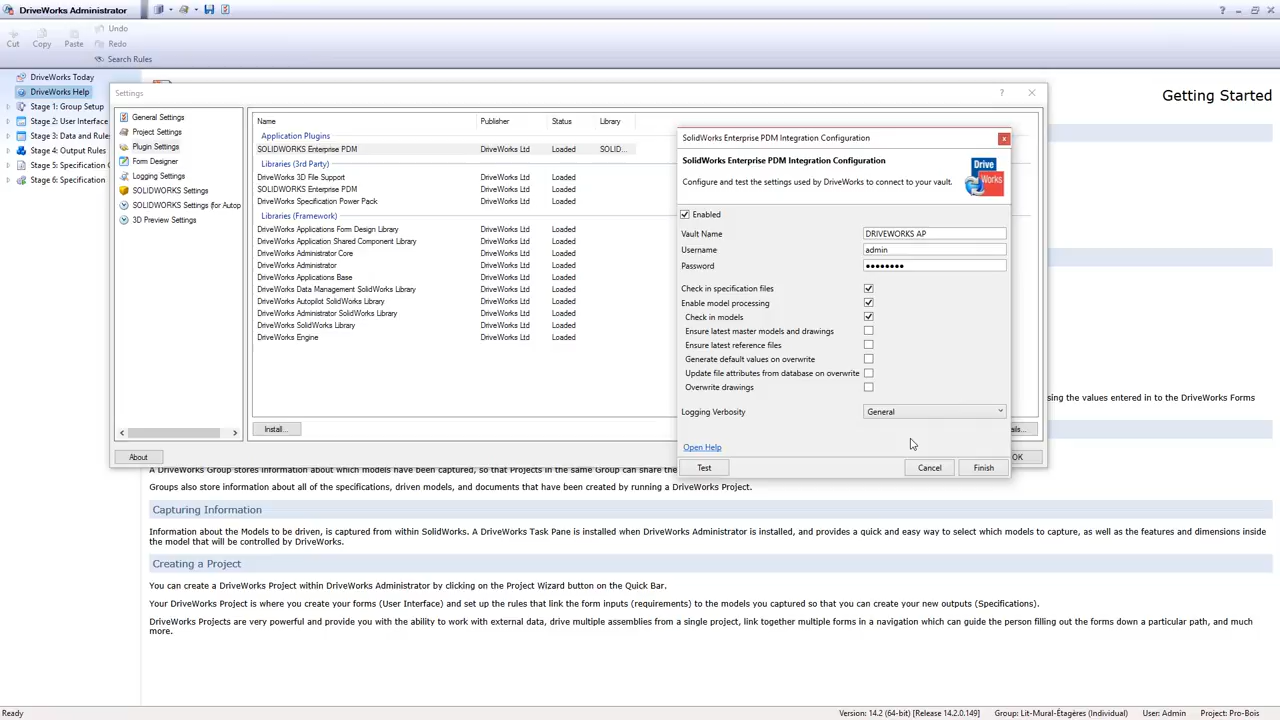 DriveWorks Administrator
Cut
Copy
Paste
Undo
Redo
Search Rules
DriveWorks Today
DriveWorks Help
Stage 1: Group Setup
Stage 2: User Interface
Stage 3: Data and Rules
Stage 4: Output Rules
Stage 5: Specification
Stage 6: Specification
Getting Started
Settings
General Settings
Project Settings
Plugin Settings
Form Designer
Logging Settings
SOLIDWORKS Settings
SOLIDWORKS Settings (for Autop
3D Preview Settings
About
Name Publisher Status Library
Application Plugins
SOLIDWORKS Enterprise PDM DriveWorks Ltd Loaded SOLID...
Libraries (3rd Party)
DriveWorks 3D File Support DriveWorks Ltd Loaded
SOLIDWORKS Enterprise PDM DriveWorks Ltd Loaded
DriveWorks Specification Power Pack DriveWorks Ltd Loaded
Libraries (Framework)
DriveWorks Applications Form Design Library DriveWorks Ltd Loaded
DriveWorks Application Shared Component Library DriveWorks Ltd Loaded
DriveWorks Administrator Core DriveWorks Ltd Loaded
DriveWorks Administrator DriveWorks Ltd Loaded
DriveWorks Applications Base DriveWorks Ltd Loaded
DriveWorks Data Management SolidWorks Library DriveWorks Ltd Loaded
DriveWorks Autopilot SolidWorks Library DriveWorks Ltd Loaded
DriveWorks Administrator SolidWorks Library DriveWorks Ltd Loaded
DriveWorks SolidWorks Library DriveWorks Ltd Loaded
DriveWorks Engine DriveWorks Ltd Loaded
Install...
ails...
OK
SolidWorks Enterprise PDM Integration Configuration
SolidWorks Enterprise PDM Integration Configuration
Configure and test the settings used by DriveWorks to connect to your vault.
Drive
Works
Enabled
Vault Name DRIVEWORKS AP
Username admin
Password ••••••••
Check in specification files
Enable model processing
Check in models
Ensure latest master models and drawings
Ensure latest reference files
Generate default values on overwrite
Update file attributes from database on overwrite
Overwrite drawings
Logging Verbosity General
Open Help
Test Cancel Finish
sing the values entered in to the DriveWorks Forms
A DriveWorks Group stores information about which models have been captured, so that Projects in the same Group can share the
Groups also store information about all of the specifications, driven models, and documents that have been created by running a DriveWorks Project.
Capturing Information
Information about the Models to be driven, is captured from within SolidWorks. A DriveWorks Task Pane is installed when DriveWorks Administrator is installed, and provides a quick and easy way to select which models to capture, as well as the features and dimensions inside
the model that will be controlled by DriveWorks.
Creating a Project
You can create a DriveWorks Project within DriveWorks Administrator by clicking on the Project Wizard button on the Quick Bar.
Your DriveWorks Project is where you create your forms (User Interface) and set up the rules that link the form inputs (requirements) to the models you captured so that you can create your new outputs (Specifications).
DriveWorks Projects are very powerful and provide you with the ability to work with external data, drive multiple assemblies from a single project, link together multiple forms in a navigation which can guide the person filling out the forms down a particular path, and much
more.
Ready
Version: 14.2 (64-bit) [Release 14.2.0.149] Group: Lit-Mural-Étagères (Individual) User: Admin Project: Pro-Bois